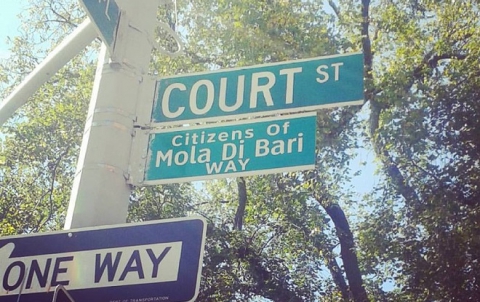 COURT ST
Citizens Of
Mola Di Bari
WAY
ONE WAY